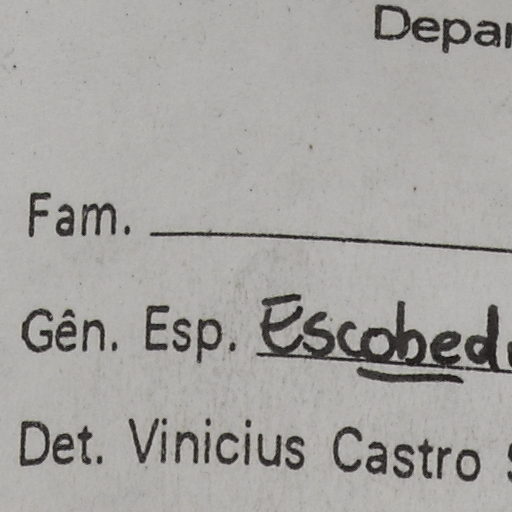 Depar
Fam.
Gên. Esp. Escobed
Det. Vinicius Castro